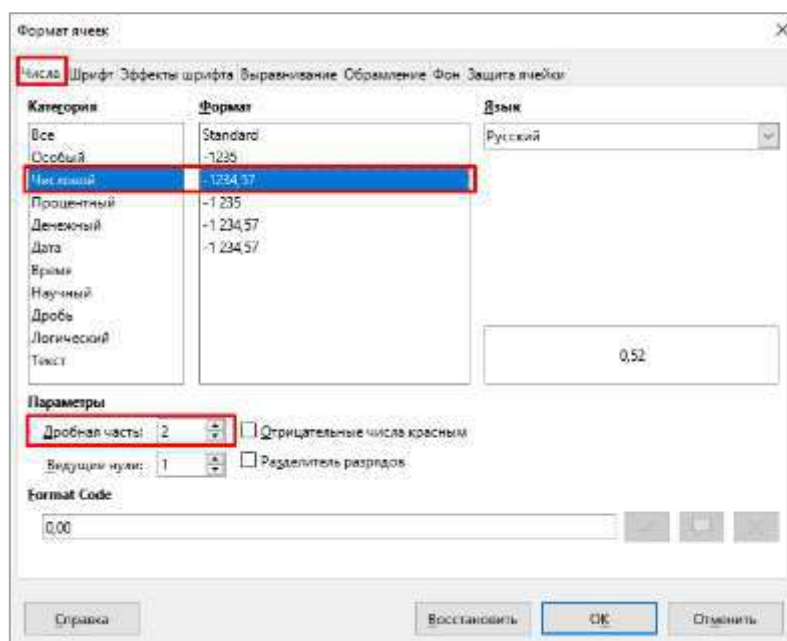 Формат ячеек
Числа Шрифт Эффекты шрифта Выравнивание Обрамление Фон Защита ячейки
Категория Формат Язык
Все Standard Русский
Особый -1235
Числовой -1234,57
Процентный -1 235
Денежный -1 234,57
Дата -1 234,57
Время
Научный
Дробь
Логический
Текст
0,52
Параметры
Дробная часть: 2 Отрицательные числа красным
Ведущие нули: 1 Разделитель разрядов
Format Code
0,00
Справка Восстановить ОК Отменить